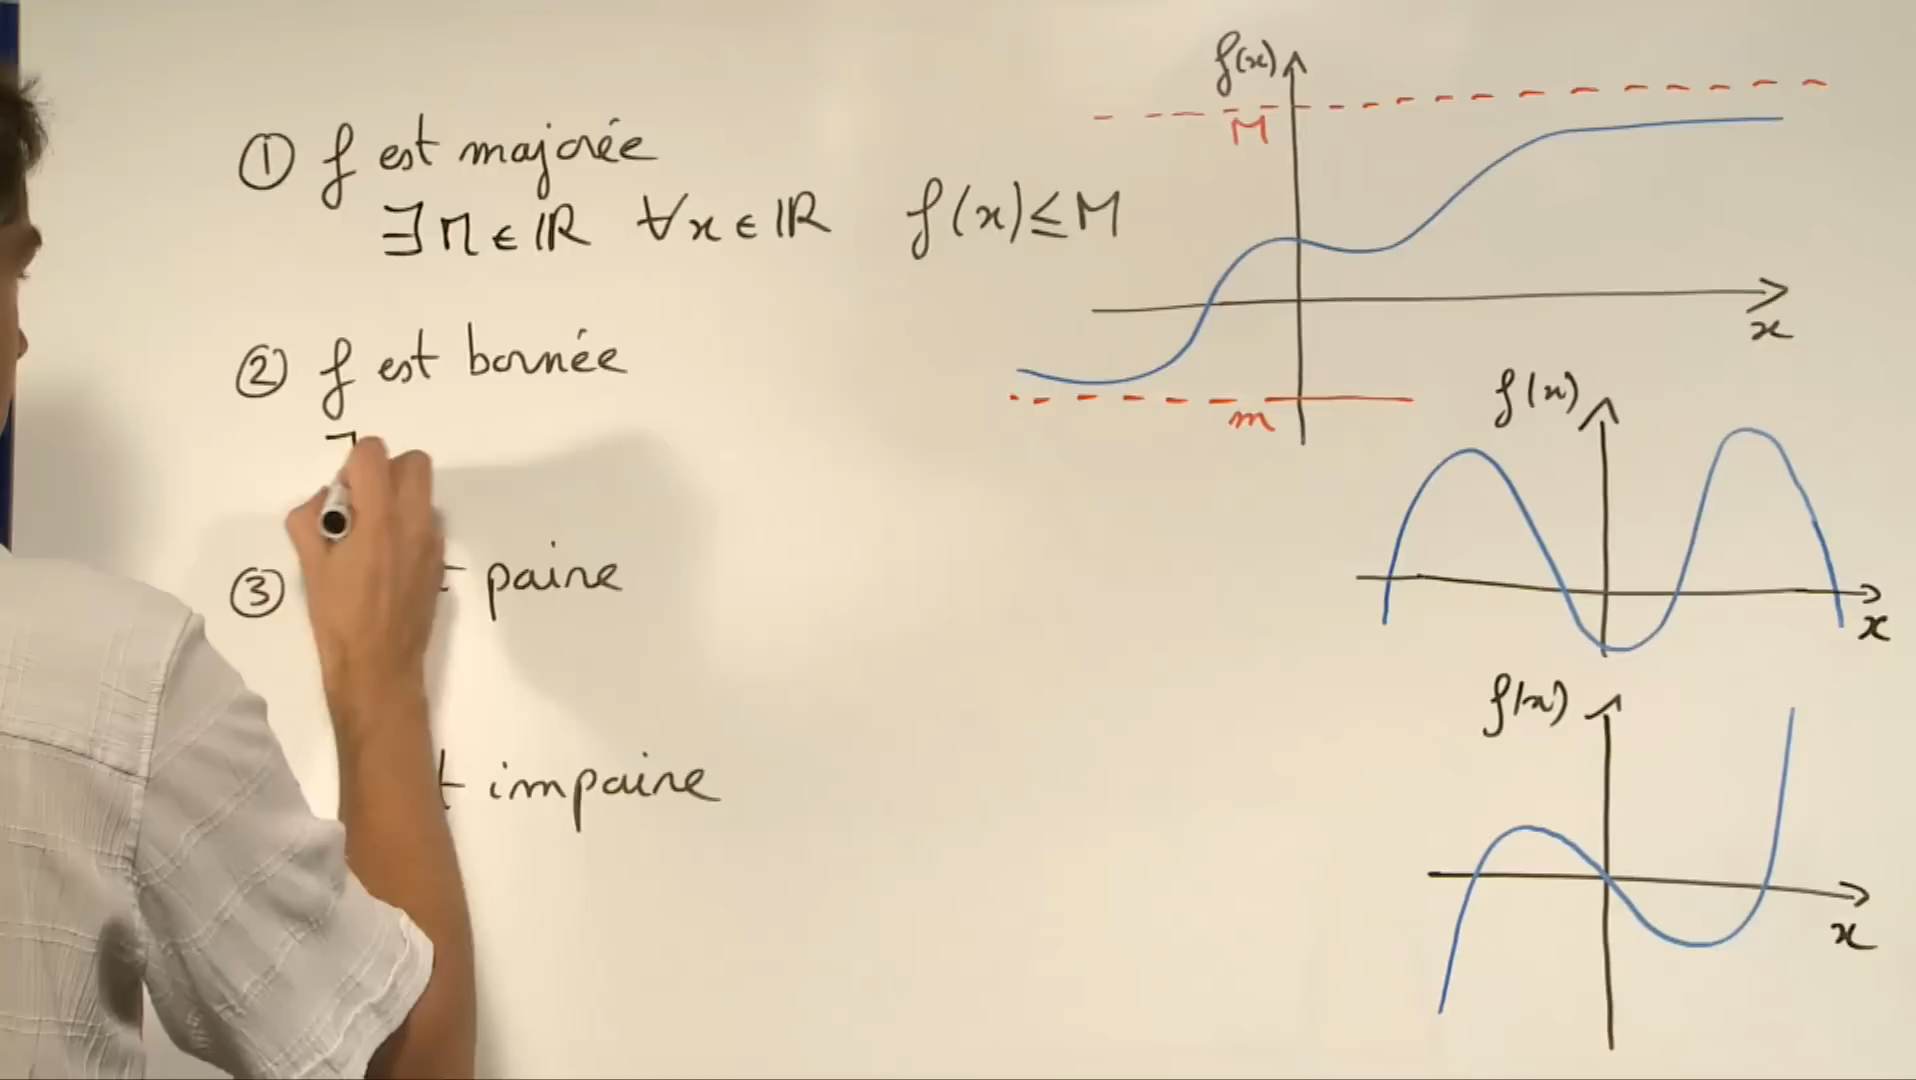 ① f est majorée
∃ M ∈ ℝ ∀x ∈ ℝ f(x) ≤ M
② f est bornée
③ paire
impaire
f(x)
M
x
m
f(x)
x
f(x)
x